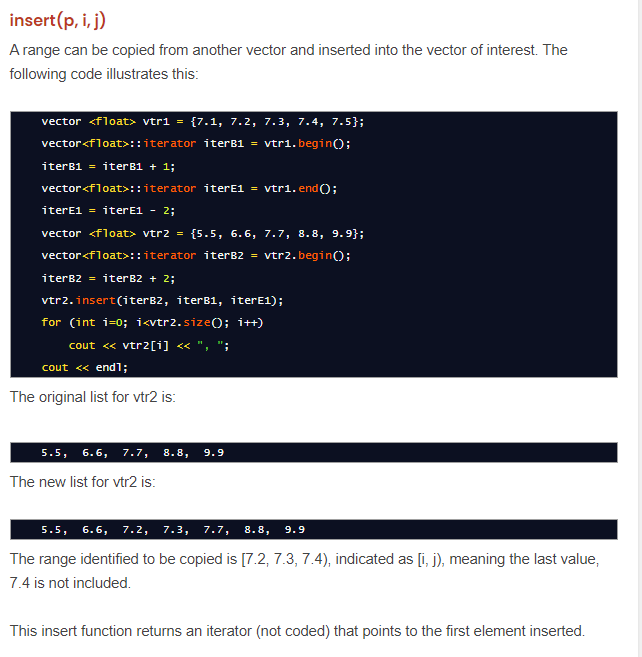 insert(p, i, j)
A range can be copied from another vector and inserted into the vector of interest. The
following code illustrates this:
vector <float> vtr1 = {7.1, 7.2, 7.3, 7.4, 7.5};
vector<float>::iterator iterB1 = vtr1.begin();
iterB1 = iterB1 + 1;
vector<float>::iterator iterE1 = vtr1.end();
iterE1 = iterE1 - 2;
vector <float> vtr2 = {5.5, 6.6, 7.7, 8.8, 9.9};
vector<float>::iterator iterB2 = vtr2.begin();
iterB2 = iterB2 + 2;
vtr2.insert(iterB2, iterB1, iterE1);
for (int i=0; i<vtr2.size(); i++)
    cout << vtr2[i] << ", ";
cout << endl;
The original list for vtr2 is:
5.5,  6.6,  7.7,  8.8,  9.9
The new list for vtr2 is:
5.5,  6.6,  7.2,  7.3,  7.7,  8.8,  9.9
The range identified to be copied is [7.2, 7.3, 7.4), indicated as [i, j), meaning the last value,
7.4 is not included.
This insert function returns an iterator (not coded) that points to the first element inserted.